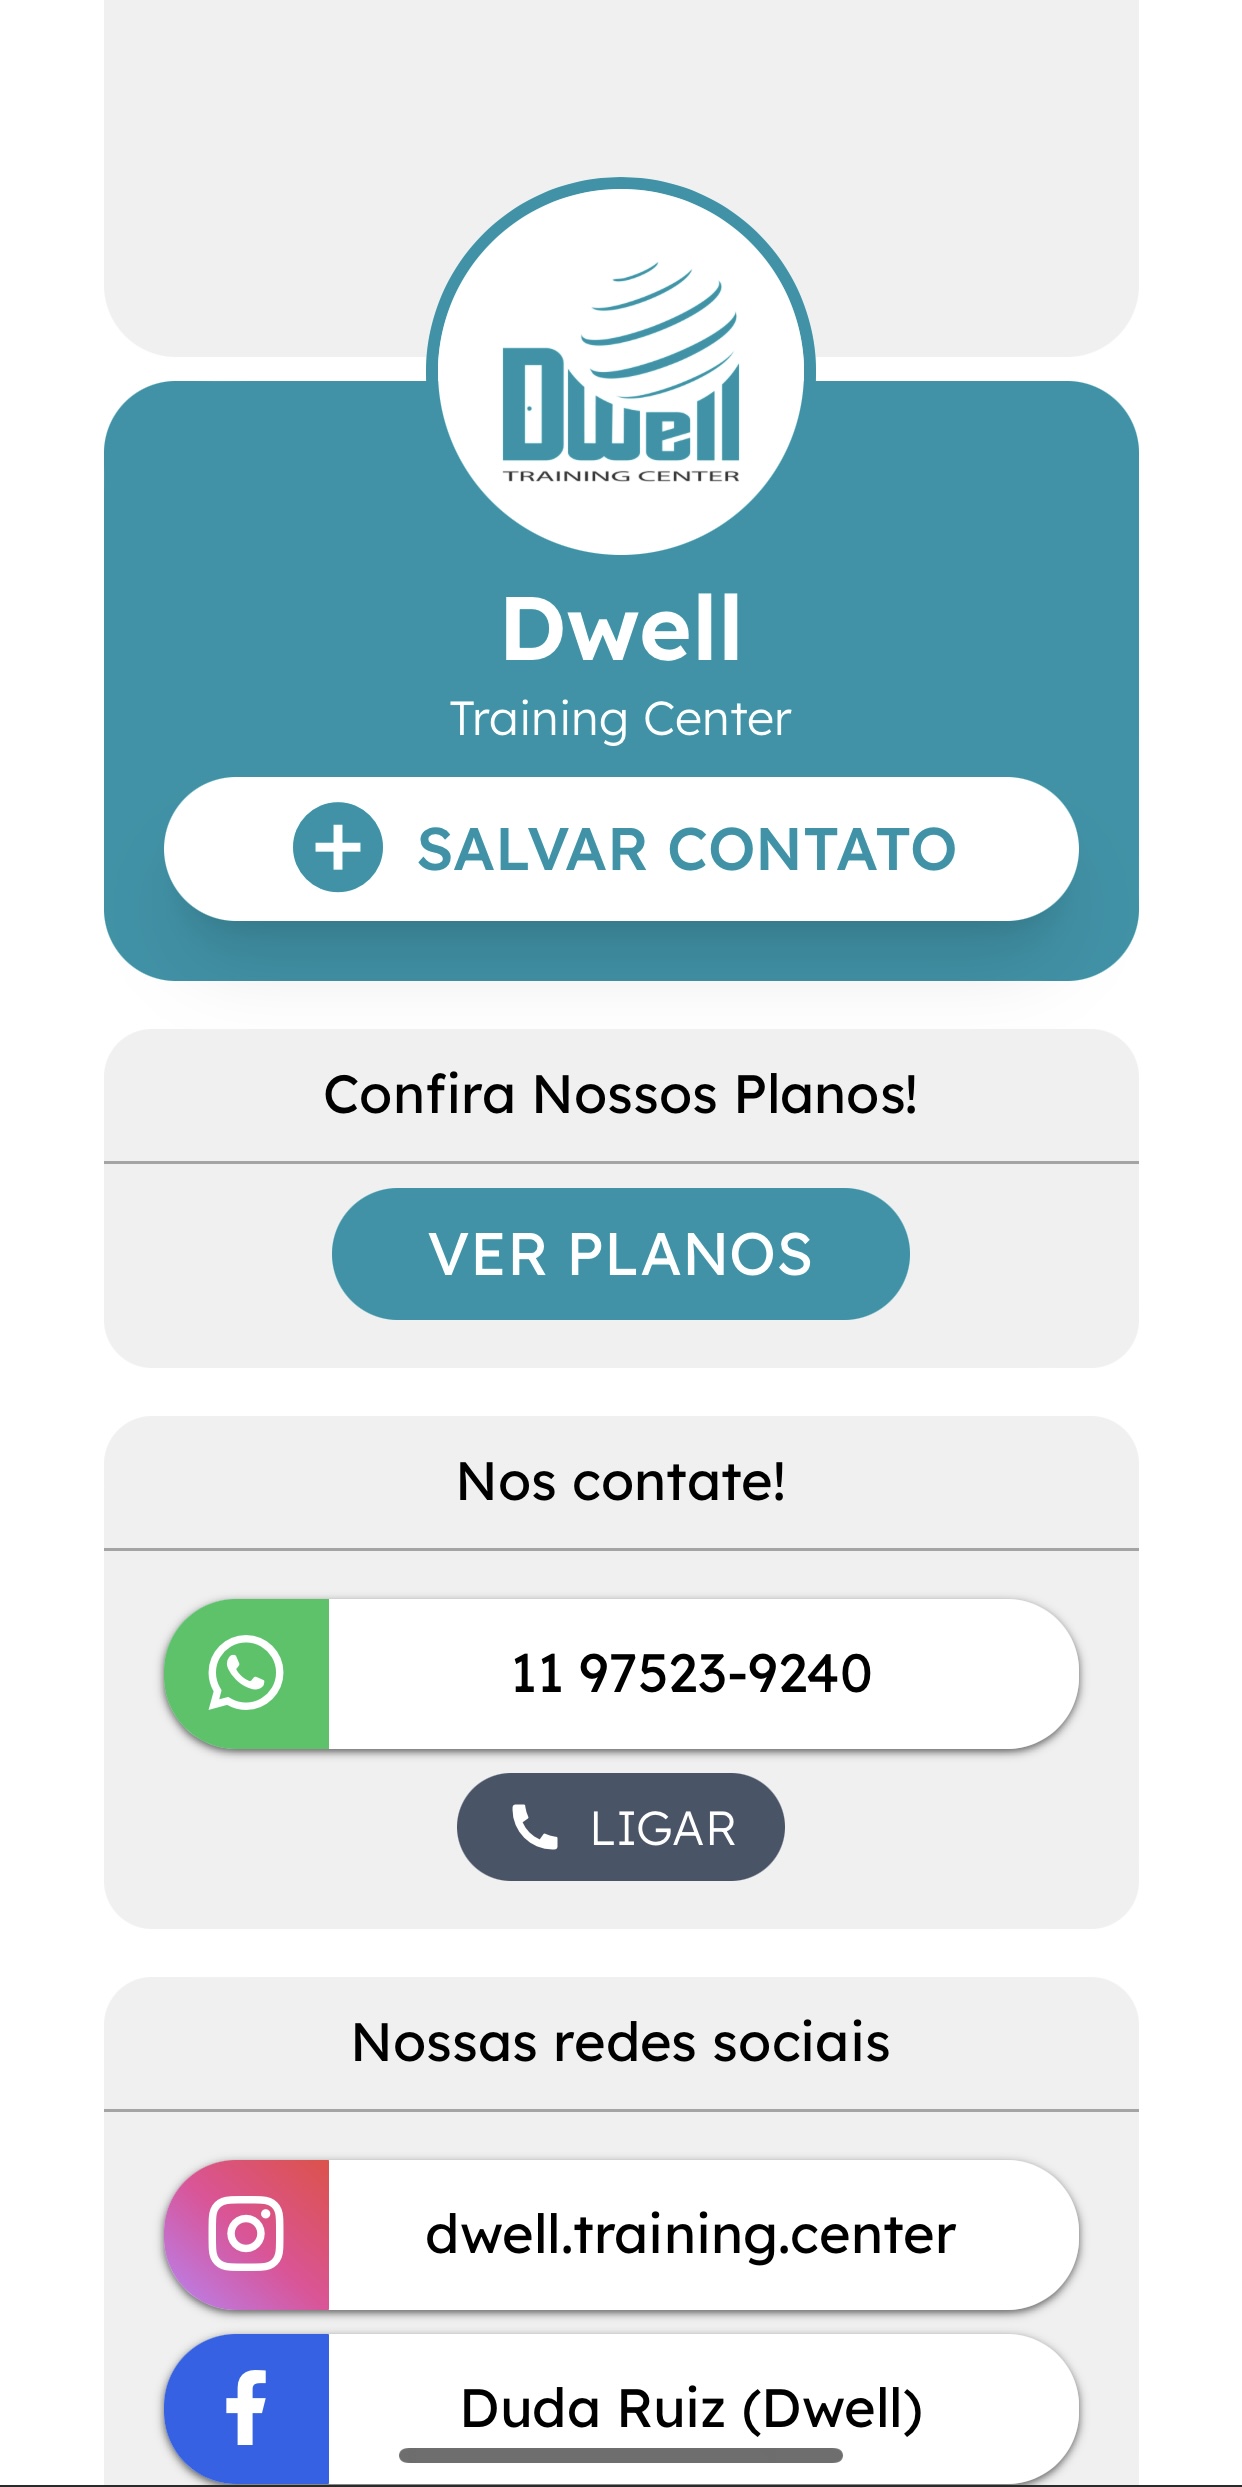 Dwell
TRAINING CENTER
Dwell
Training Center
SALVAR CONTATO
Confira Nossos Planos!
VER PLANOS
Nos contate!
11 97523-9240
LIGAR
Nossas redes sociais
dwell.training.center
Duda Ruiz (Dwell)